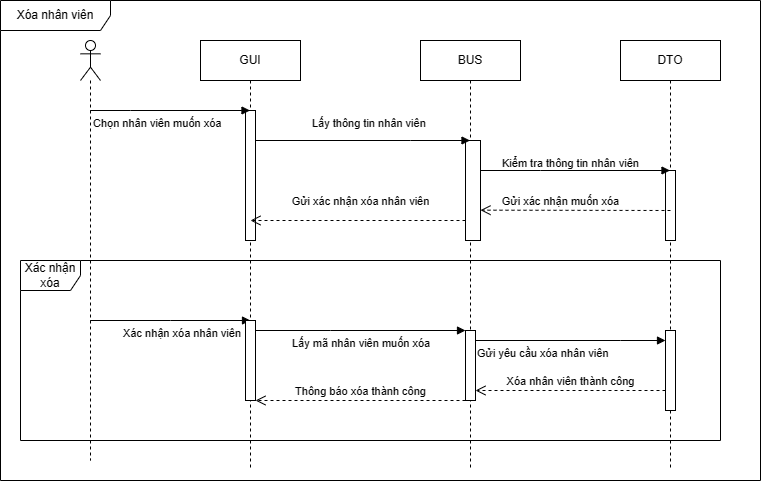 Xóa nhân viên
GUI
BUS
DTO
Chọn nhân viên muốn xóa
Lấy thông tin nhân viên
Kiểm tra thông tin nhân viên
Gửi xác nhận xóa nhân viên
Gửi xác nhận muốn xóa
Xác nhận
xóa
Xác nhận xóa nhân viên
Lấy mã nhân viên muốn xóa
Gửi yêu cầu xóa nhân viên
Xóa nhân viên thành công
Thông báo xóa thành công